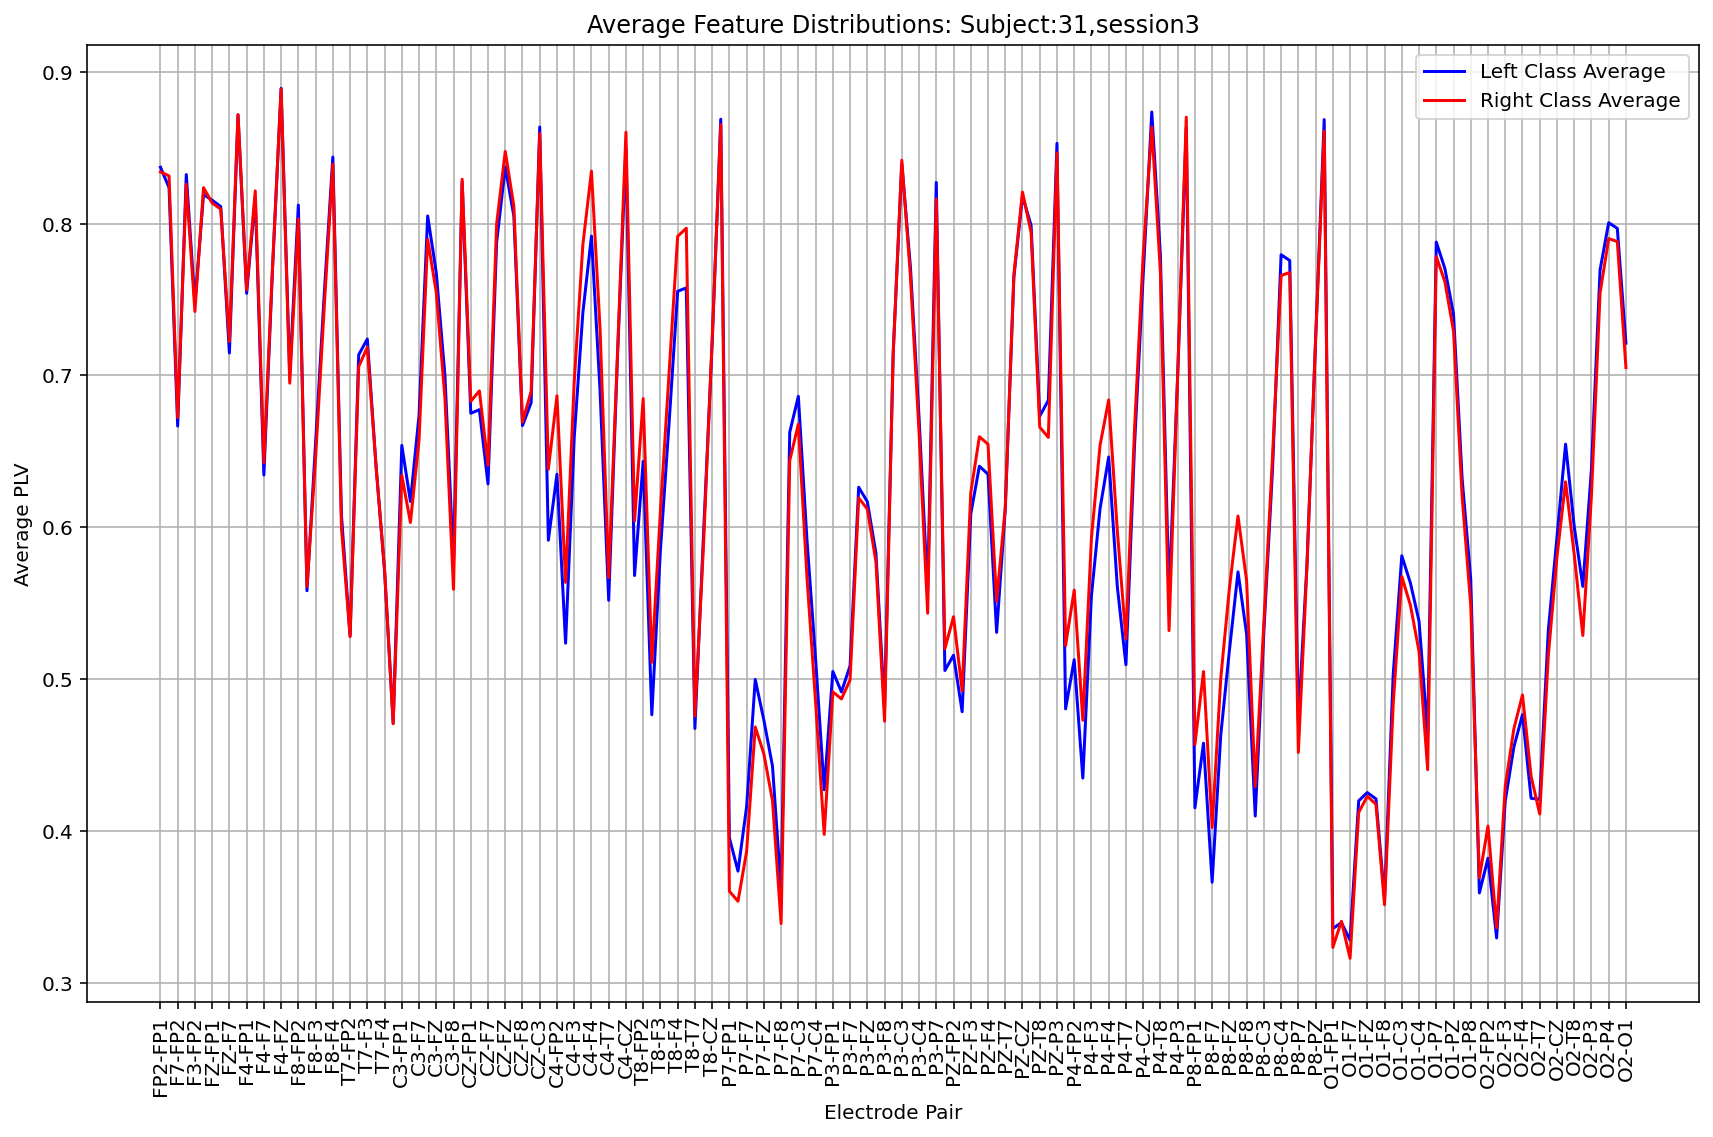 Average Feature Distributions: Subject:31,session3
Left Class Average
Right Class Average
Average PLV
0.9
0.8
0.7
0.6
0.5
0.4
0.3
FP2-FP1
F7-FP2
F3-FP2
FZ-FP1
FZ-F7
F4-FP1
F4-F7
F4-FZ
F8-FP2
F8-F3
F8-F4
T7-FP2
T7-F3
T7-F4
C3-FP1
C3-F7
C3-FZ
C3-F8
CZ-FP1
CZ-F7
CZ-FZ
CZ-F8
CZ-C3
C4-FP2
C4-F3
C4-F4
C4-T7
C4-CZ
T8-FP2
T8-F3
T8-F4
T8-T7
T8-CZ
P7-FP1
P7-F7
P7-FZ
P7-F8
P7-C3
P7-C4
P3-FP1
P3-F7
P3-FZ
P3-F8
P3-C3
P3-C4
P3-P7
PZ-FP2
PZ-F3
PZ-F4
PZ-T7
PZ-CZ
PZ-T8
PZ-P3
P4-FP2
P4-F3
P4-F4
P4-T7
P4-CZ
P4-T8
P4-P3
P8-FP1
P8-F7
P8-FZ
P8-F8
P8-C3
P8-C4
P8-P7
P8-PZ
O1-FP1
O1-F7
O1-FZ
O1-F8
O1-C3
O1-C4
O1-P7
O1-PZ
O1-P8
O2-FP2
O2-F3
O2-F4
O2-T7
O2-CZ
O2-T8
O2-P3
O2-P4
O2-O1
Electrode Pair